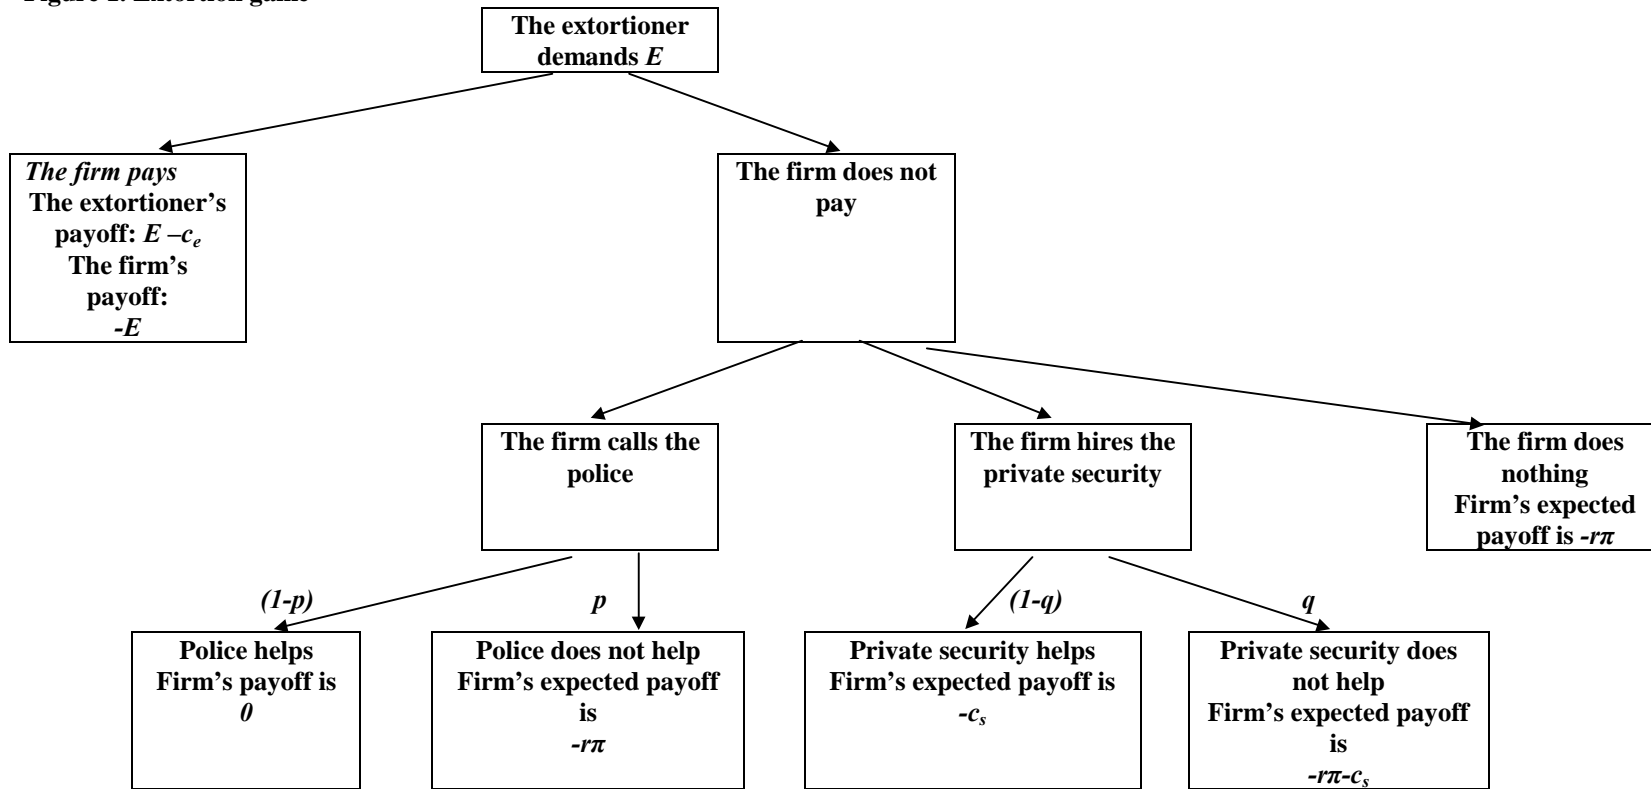 Figure 1. Extortion game
The extortioner
demands E
The firm pays
The extortioner's
payoff: E –cₑ
The firm's
payoff:
-E
The firm does not
pay
The firm calls the
police
The firm hires the
private security
The firm does
nothing
Firm's expected
payoff is -rπ
(1-p)
p
(1-q)
q
Police helps
Firm's payoff is
0
Police does not help
Firm's expected payoff
is
-rπ
Private security helps
Firm's expected payoff is
-cₛ
Private security does
not help
Firm's expected payoff
is
-rπ-cₛ